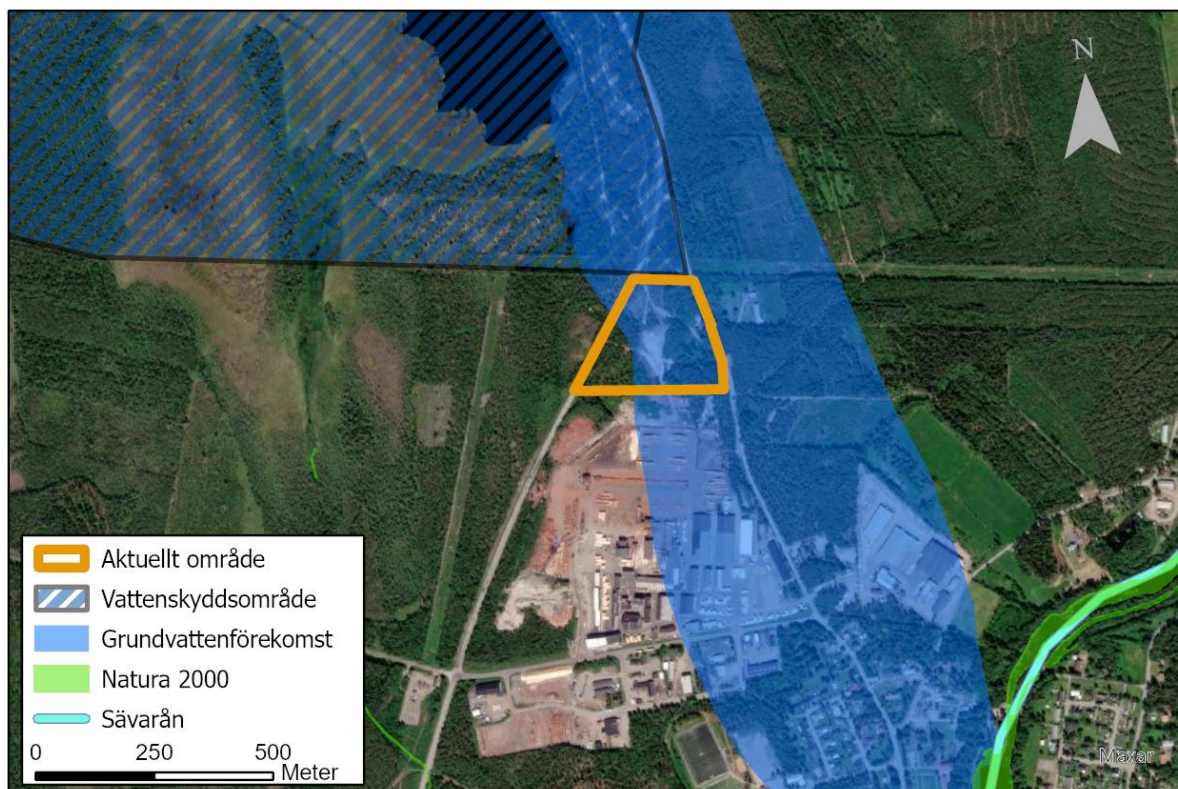 N
Aktuellt område
Vattenskyddsområde
Grundvattenförekomst
Natura 2000
Sävarån
0 250 500
Meter
Maxar